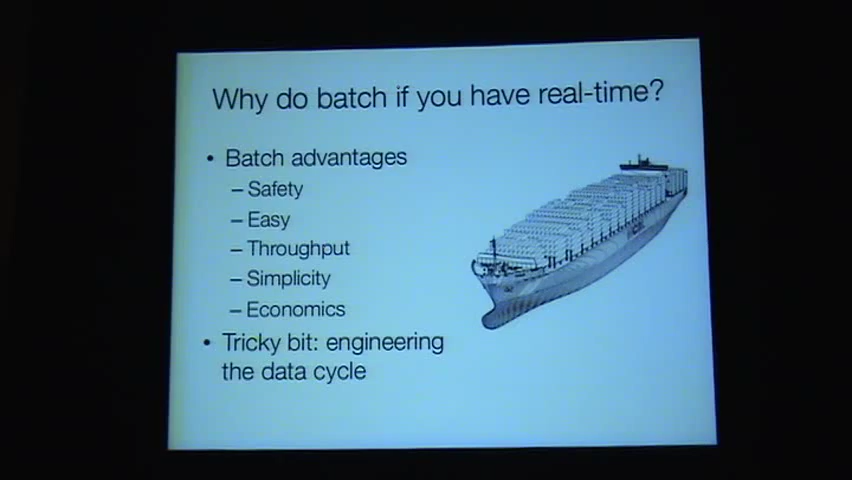 Why do batch if you have real-time?
• Batch advantages
– Safety
– Easy
– Throughput
– Simplicity
– Economics
• Tricky bit: engineering
the data cycle